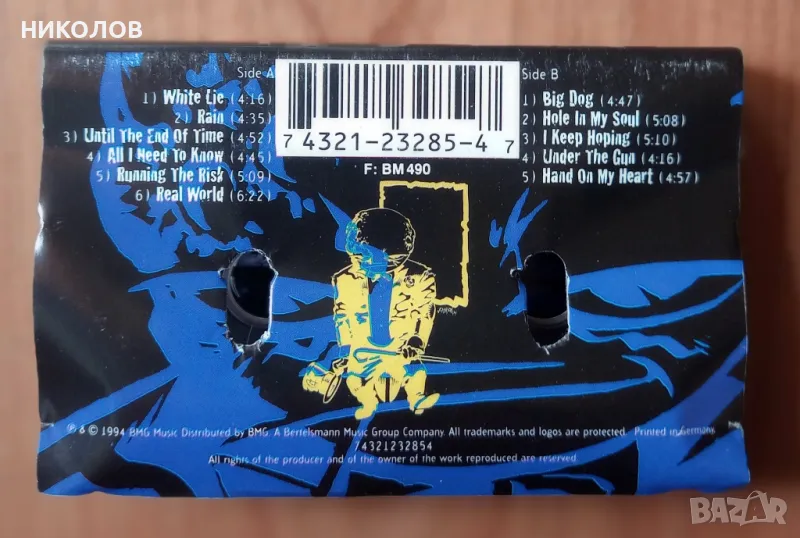 НИКОЛОВ
Side A
1) White Lie (4:16)
2) Rain (4:35)
3) Until The End Of Time (4:52)
4) All I Need To Know (4:45)
5) Running The Risk (5:09)
6) Real World (6:22)
7 4321-23285-4 7
F: BM 490
Side B
1) Big Dog (4:47)
2) Hole In My Soul (5:08)
3) I Keep Hoping (5:10)
4) Under The Gun (4:16)
5) Hand On My Heart (4:57)
℗ & © 1994 BMG Music Distributed by BMG. A Bertelsmann Music Group Company. All trademarks and logos are protected. Printed in Germany
74321232854
All rights of the producer and of the owner of the work reproduced are reserved.
BAZAR